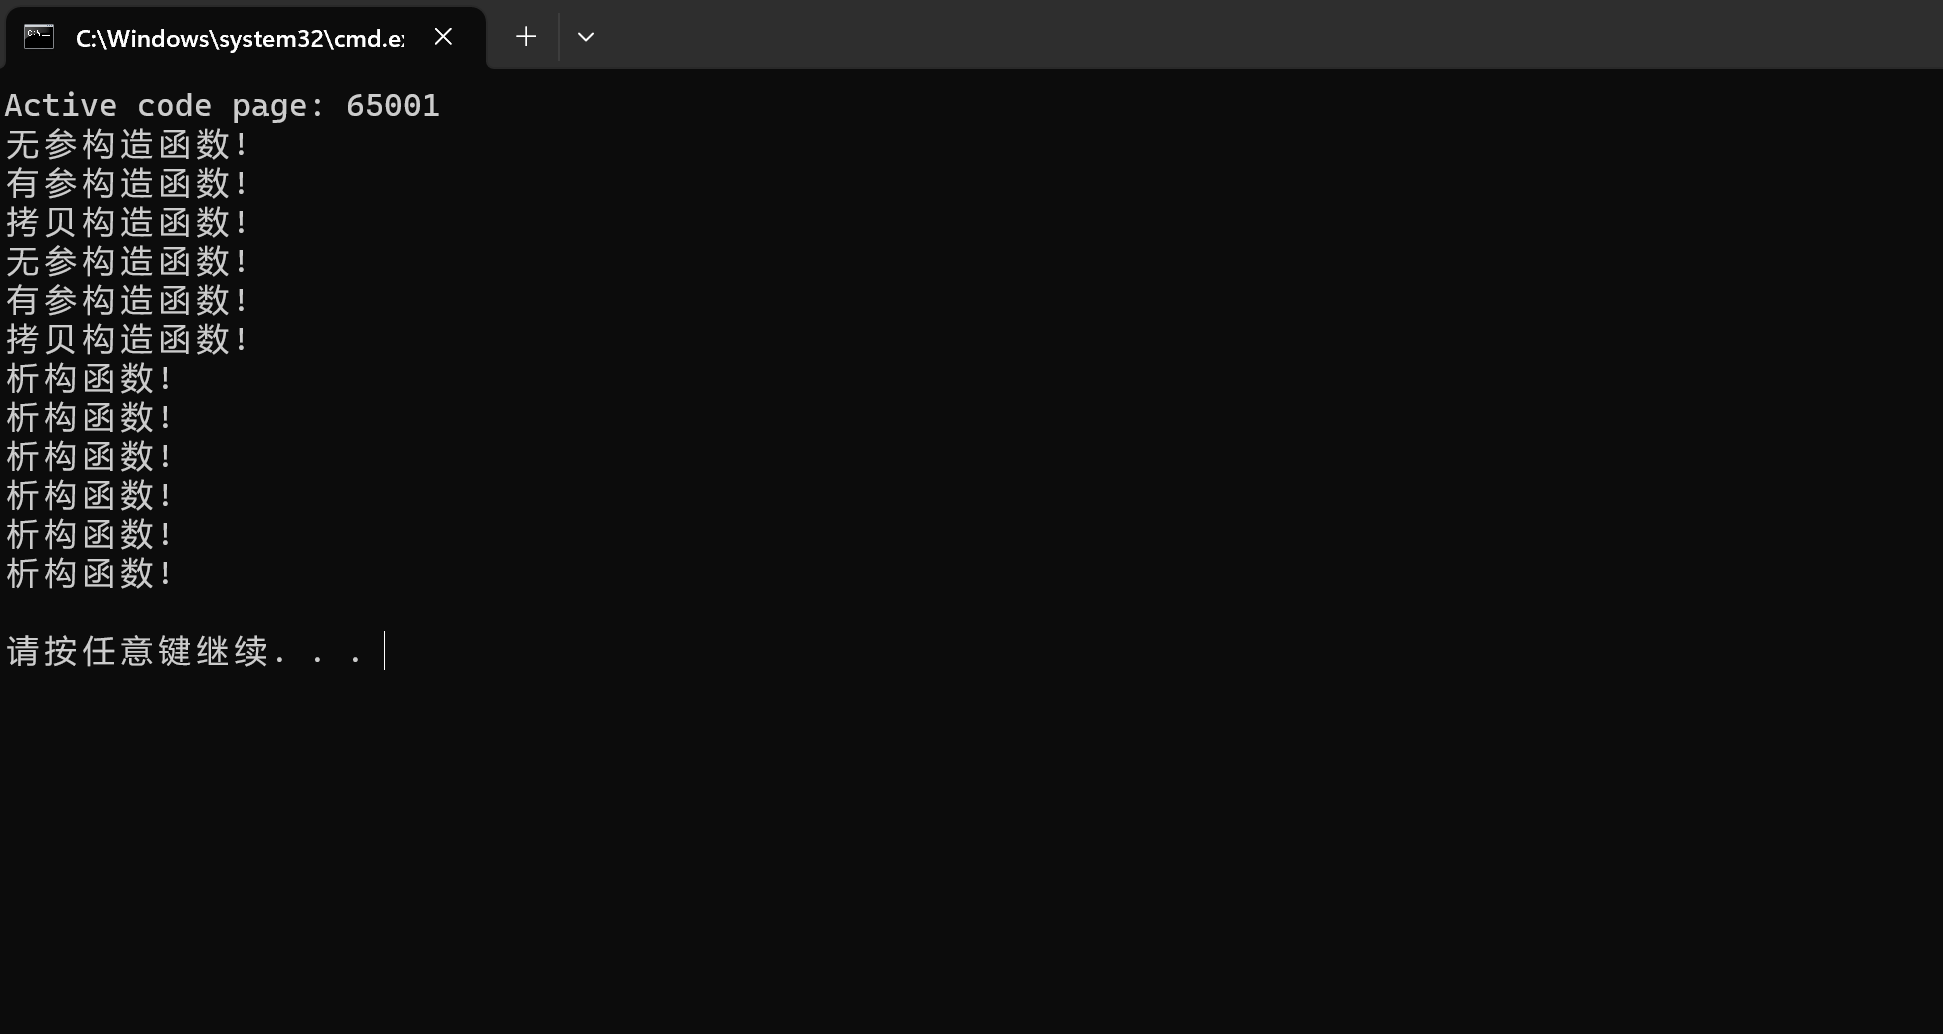 C:\Windows\system32\cmd.e
Active code page: 65001
无参构造函数!
有参构造函数!
拷贝构造函数!
无参构造函数!
有参构造函数!
拷贝构造函数!
析构函数!
析构函数!
析构函数!
析构函数!
析构函数!
析构函数!
请按任意键继续. . .